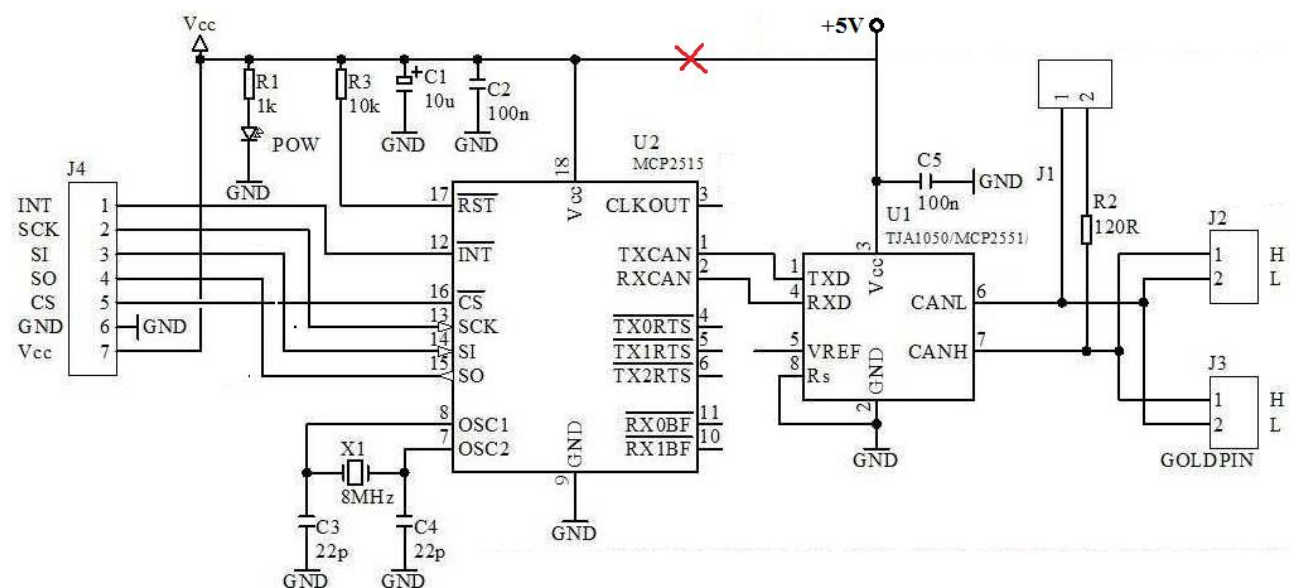 Vcc
+5V
R1
1k
R3
10k
C1
10u
C2
100n
POW
GND
GND
GND
J4
INT 1
SCK 2
SI 3
SO 4
CS 5
GND 6 GND
Vcc 7
U2
MCP2515
18
Vcc
17 RST
12 INT
16 CS
13 SCK
14 SI
15 SO
8 OSC1
7 OSC2
CLKOUT 3
TXCAN 1
RXCAN 2
TX0RTS 4
TX1RTS 5
TX2RTS 6
RX0BF 11
RX1BF 10
GND
9
GND
X1
8MHz
C3
22p
C4
22p
GND
GND
C5
100n
GND
U1
TJA1050/MCP2551/
3
Vcc
1 TXD
4 RXD
5 VREF
8 Rs
CANL 6
CANH 7
GND
2
GND
1 2
J1
R2
120R
J2
1 H
2 L
J3
1 H
2 L
GOLDPIN